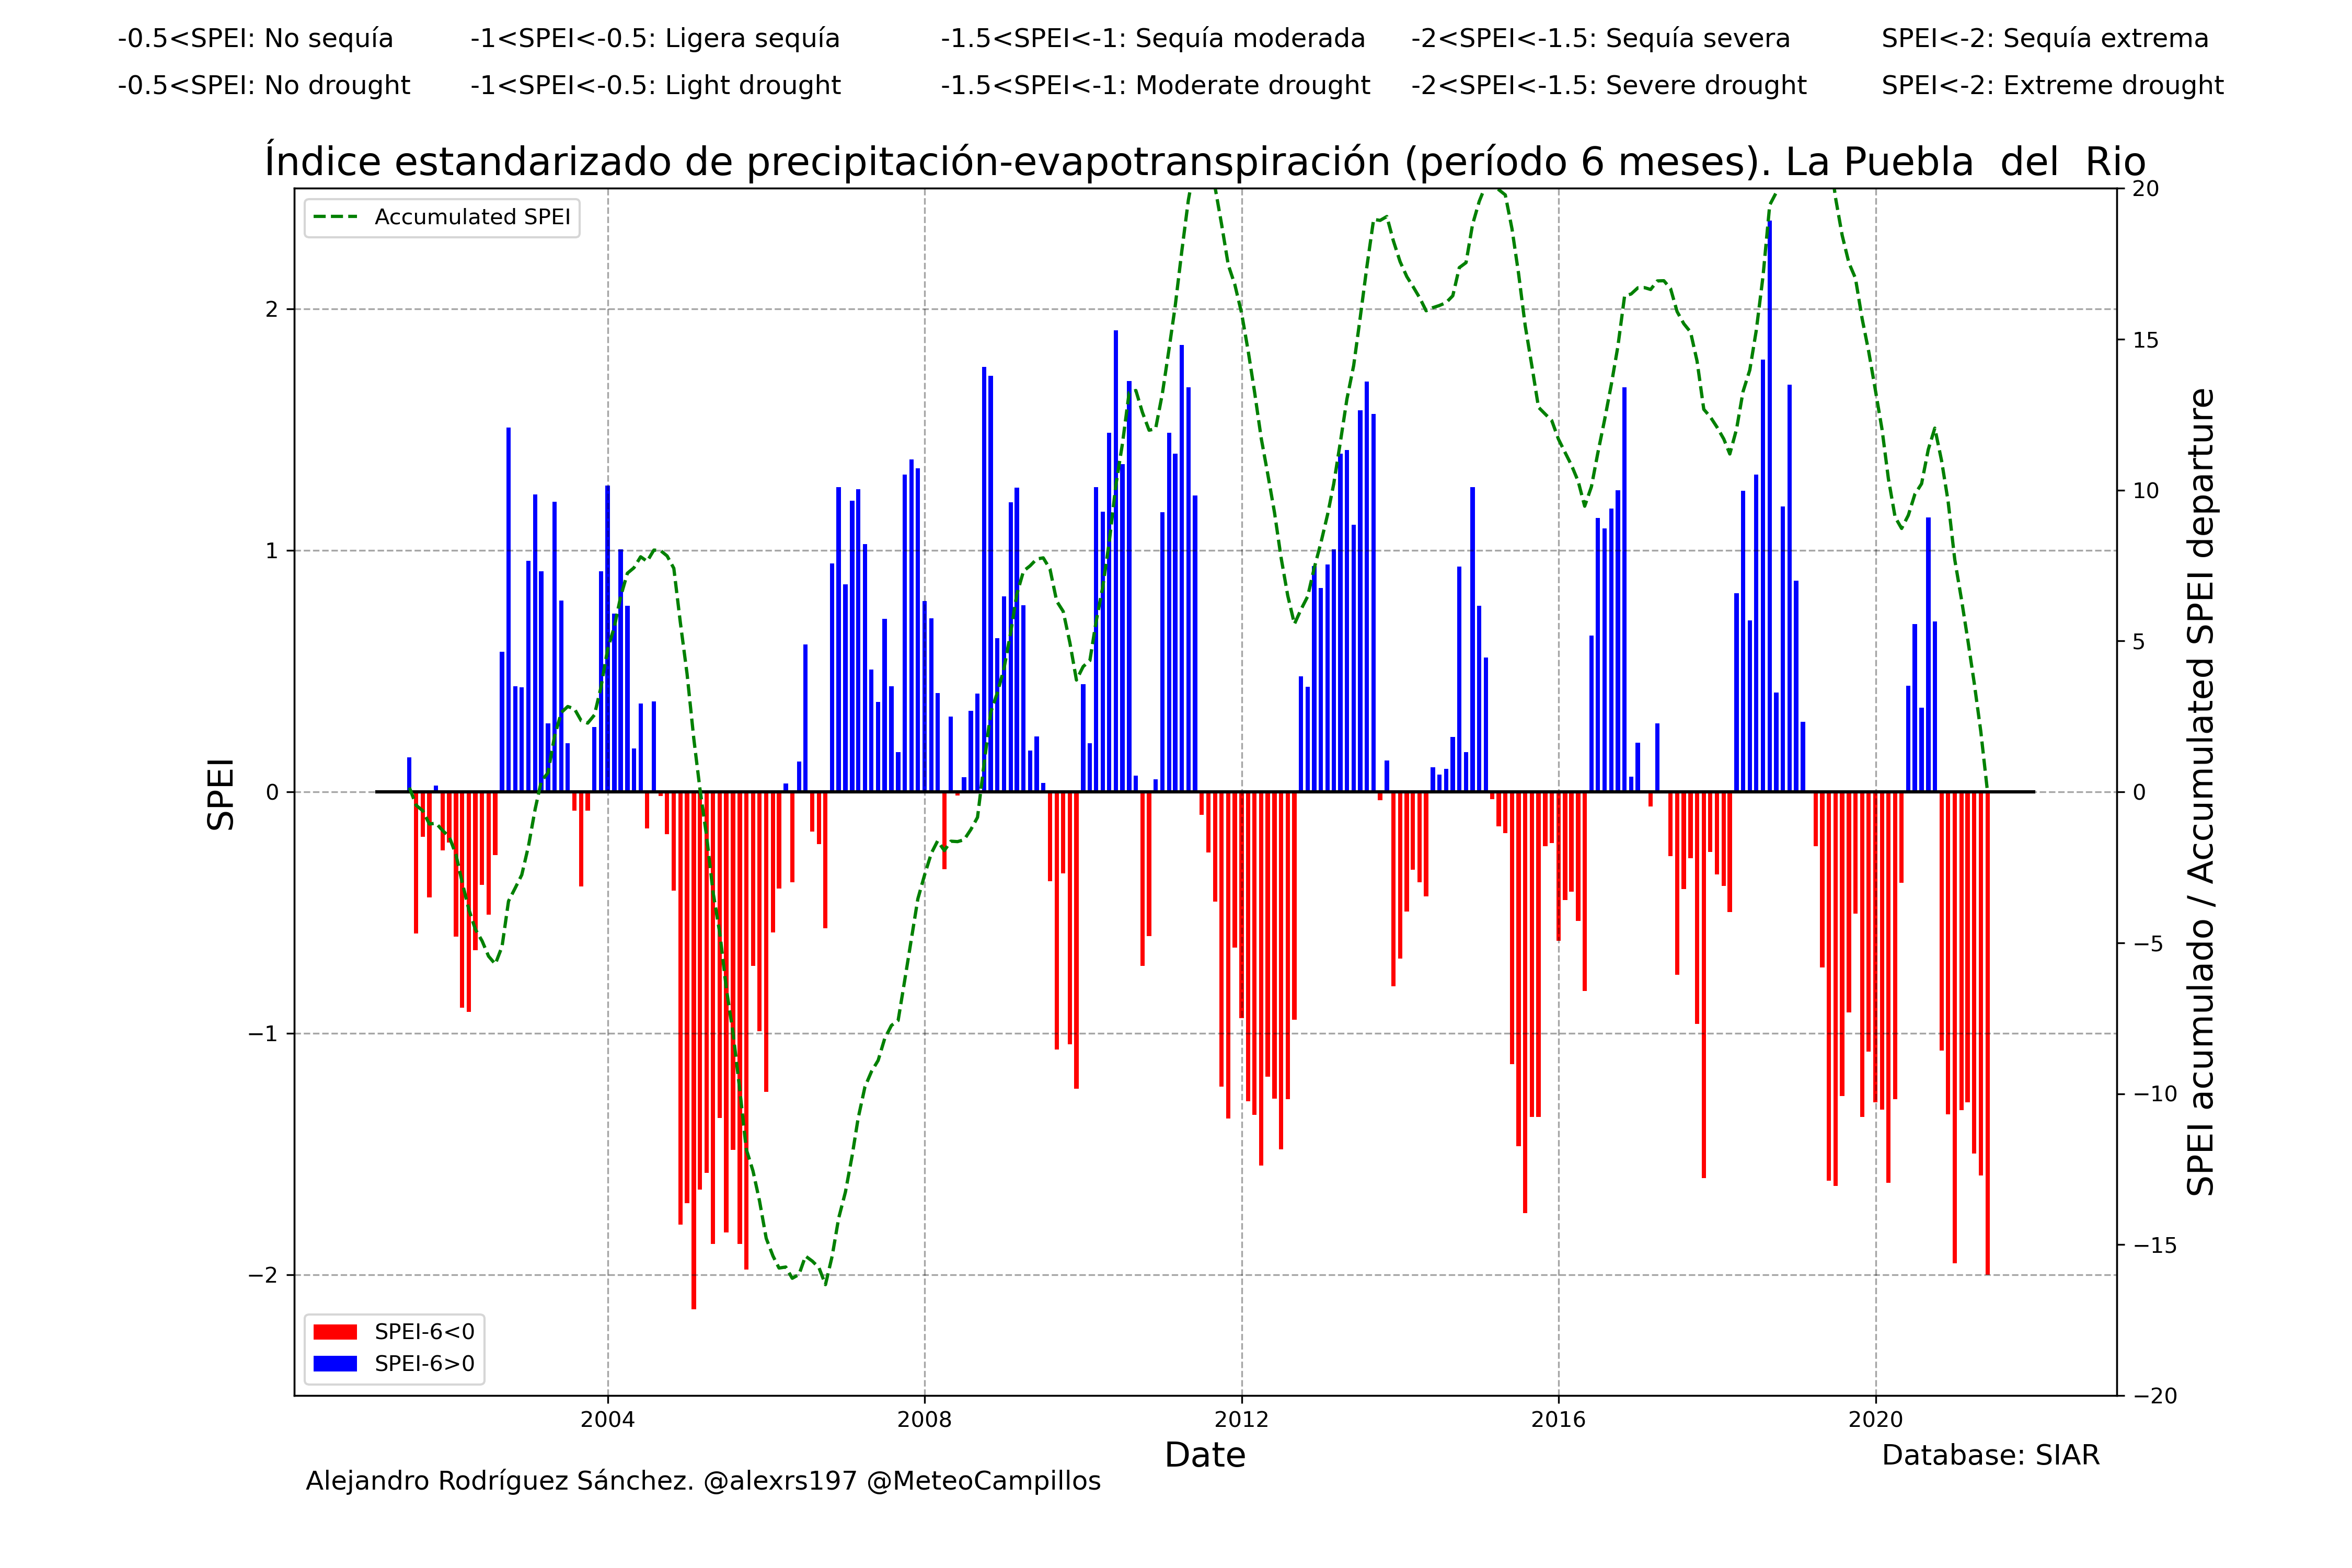 -0.5<SPEI: No sequía -1<SPEI<-0.5: Ligera sequía -1.5<SPEI<-1: Sequía moderada -2<SPEI<-1.5: Sequía severa SPEI<-2: Sequía extrema
-0.5<SPEI: No drought -1<SPEI<-0.5: Light drought -1.5<SPEI<-1: Moderate drought -2<SPEI<-1.5: Severe drought SPEI<-2: Extreme drought
Índice estandarizado de precipitación-evapotranspiración (período 6 meses). La Puebla  del  Rio
Accumulated SPEI
SPEI
2
1
0
−1
−2
20
15
10
5
0
−5
−10
−15
−20
SPEI acumulado / Accumulated SPEI departure
SPEI-6<0
SPEI-6>0
2004 2008 2012 2016 2020
Date
Database: SIAR
Alejandro Rodríguez Sánchez. @alexrs197 @MeteoCampillos